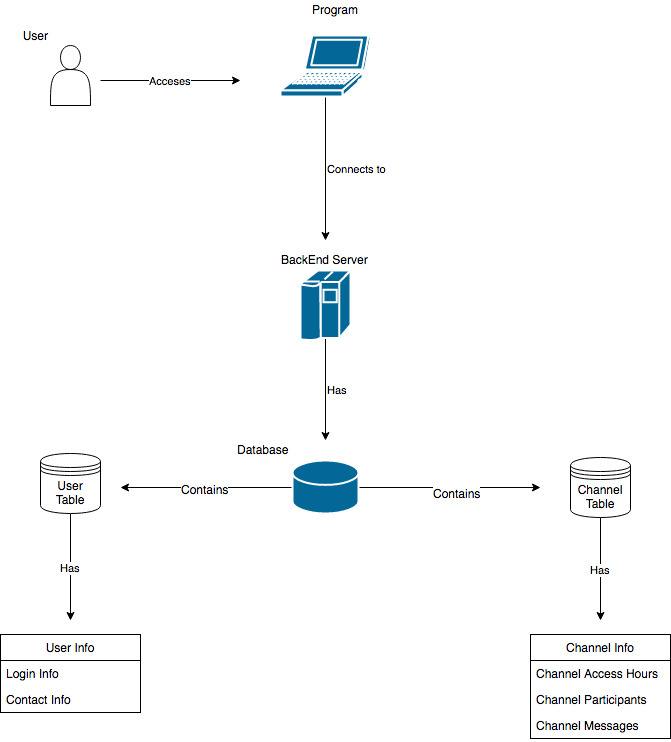 Program
User
Acceses
Connects to
BackEnd Server
Has
Database
User
Table
Contains
Contains
Channel
Table
Has
Has
User Info
Login Info
Contact Info
Channel Info
Channel Access Hours
Channel Participants
Channel Messages